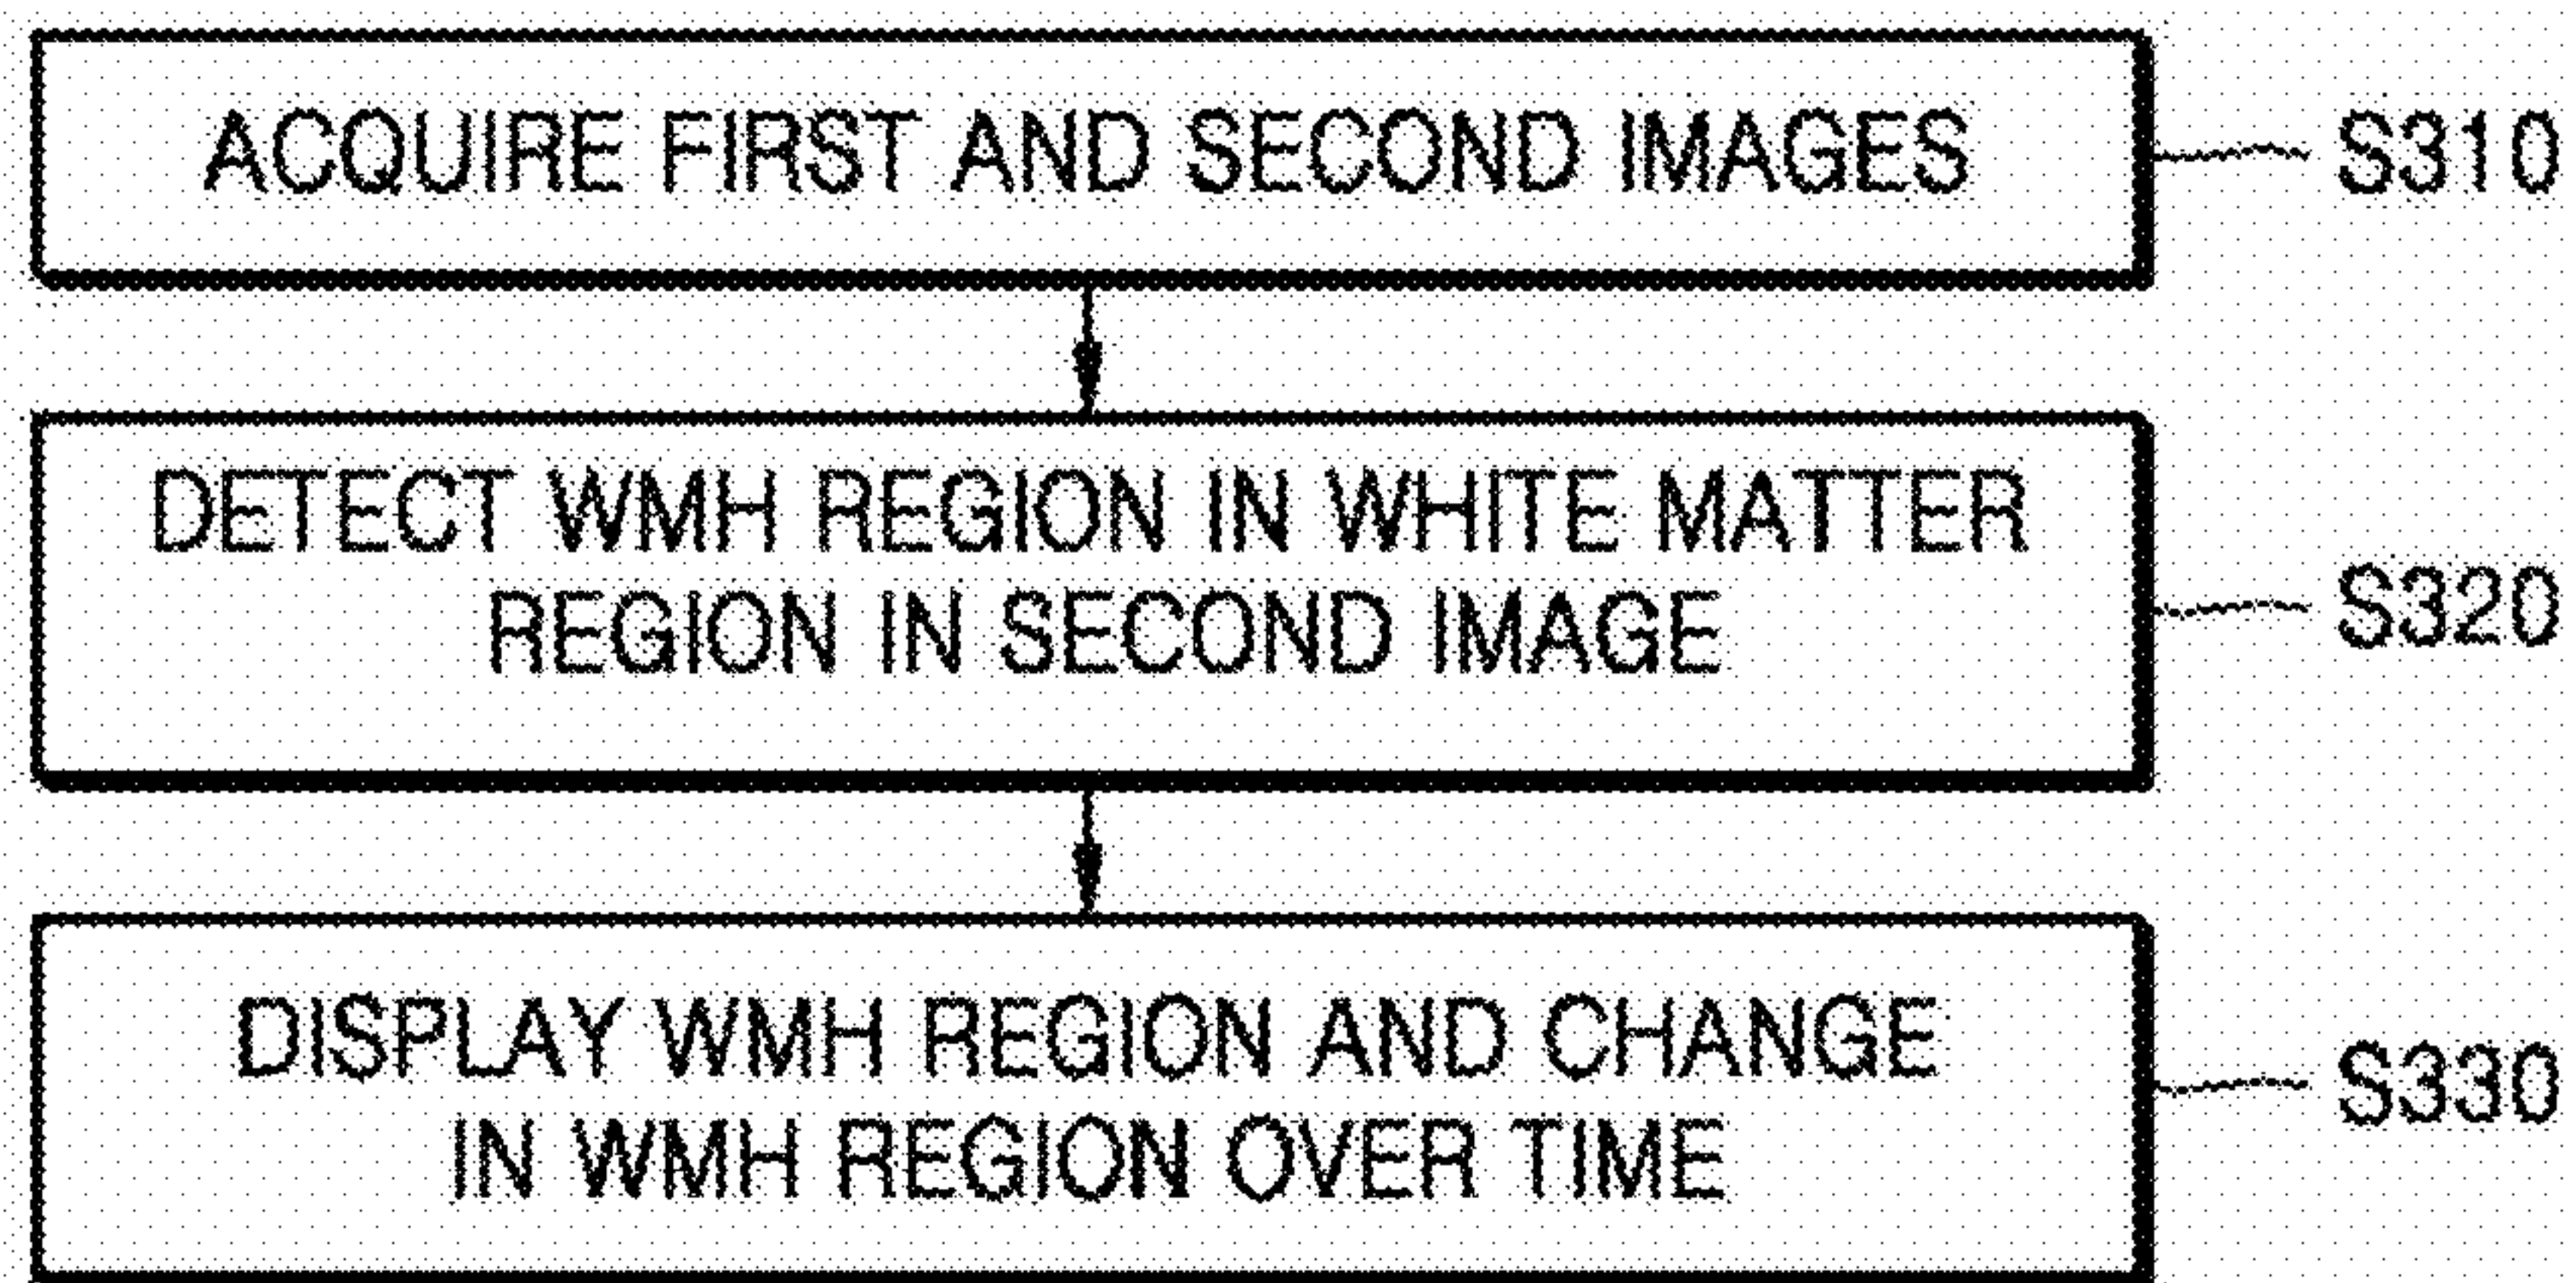 ACQUIRE FIRST AND SECOND IMAGES
S310
DETECT WMH REGION IN WHITE MATTER
REGION IN SECOND IMAGE
S320
DISPLAY WMH REGION AND CHANGE
IN WMH REGION OVER TIME
S330